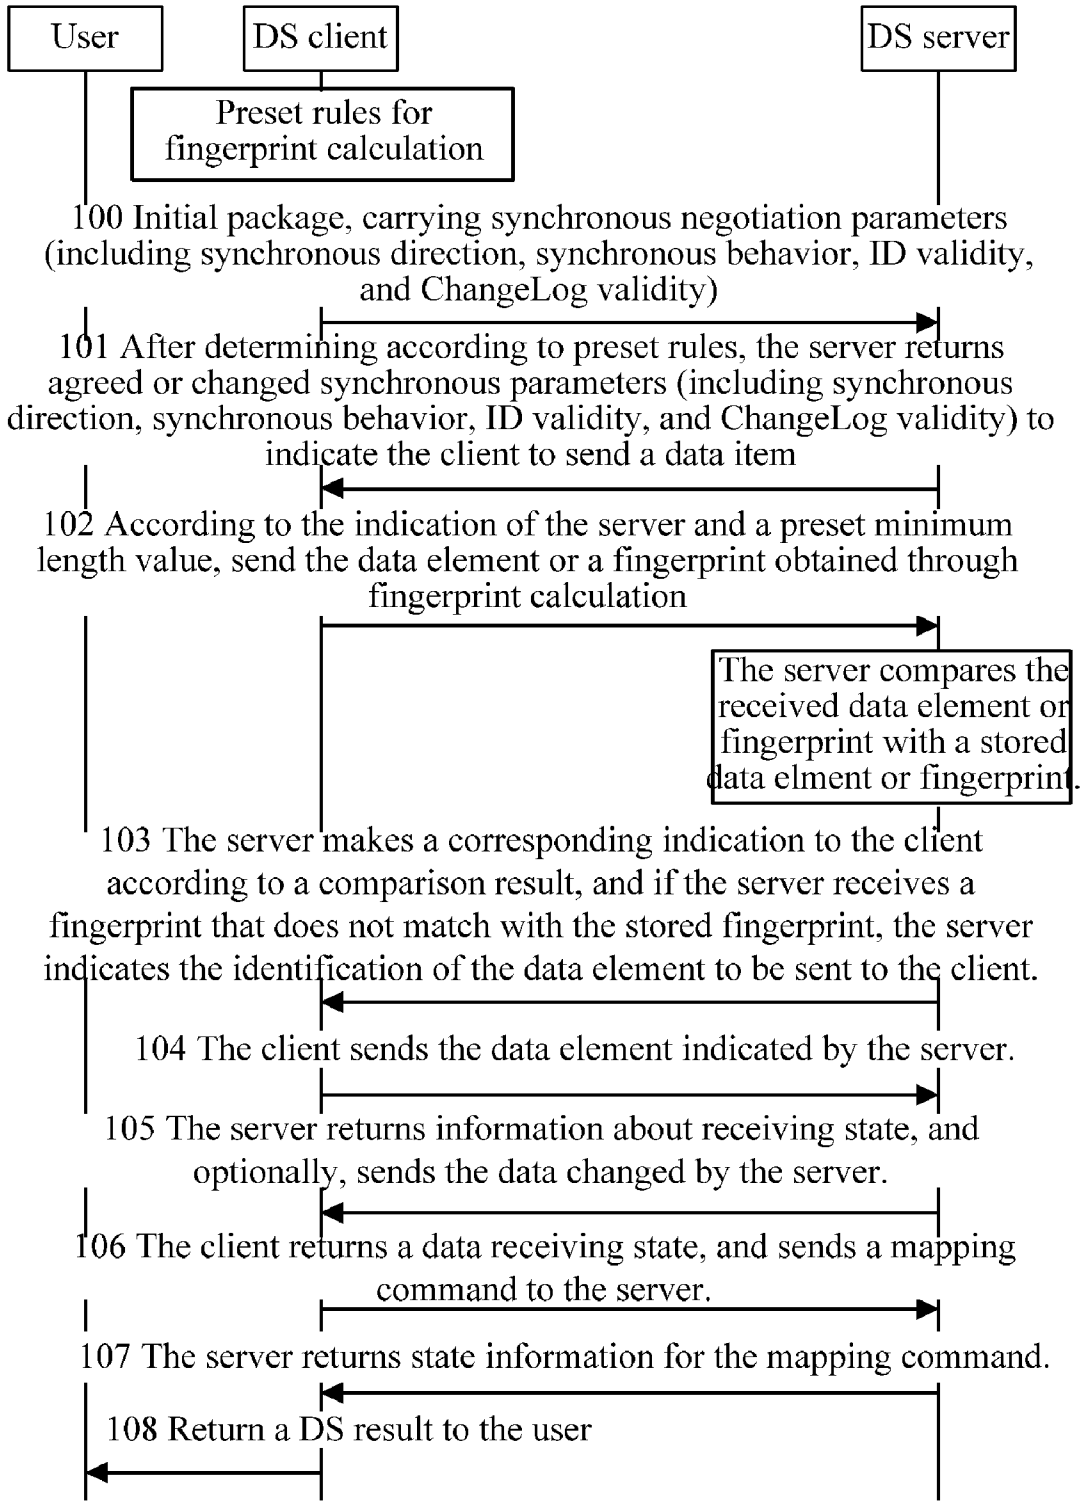 User
DS client
DS server
Preset rules for
fingerprint calculation
100 Initial package, carrying synchronous negotiation parameters
(including synchronous direction, synchronous behavior, ID validity,
and ChangeLog validity)
101 After determining according to preset rules, the server returns
agreed or changed synchronous parameters (including synchronous
direction, synchronous behavior, ID validity, and ChangeLog validity) to
indicate the client to send a data item
102 According to the indication of the server and a preset minimum
length value, send the data element or a fingerprint obtained through
fingerprint calculation
The server compares the
received data element or
fingerprint with a stored
data elment or fingerprint.
103 The server makes a corresponding indication to the client
according to a comparison result, and if the server receives a
fingerprint that does not match with the stored fingerprint, the server
indicates the identification of the data element to be sent to the client.
104 The client sends the data element indicated by the server.
105 The server returns information about receiving state, and
optionally, sends the data changed by the server.
106 The client returns a data receiving state, and sends a mapping
command to the server.
107 The server returns state information for the mapping command.
108 Return a DS result to the user